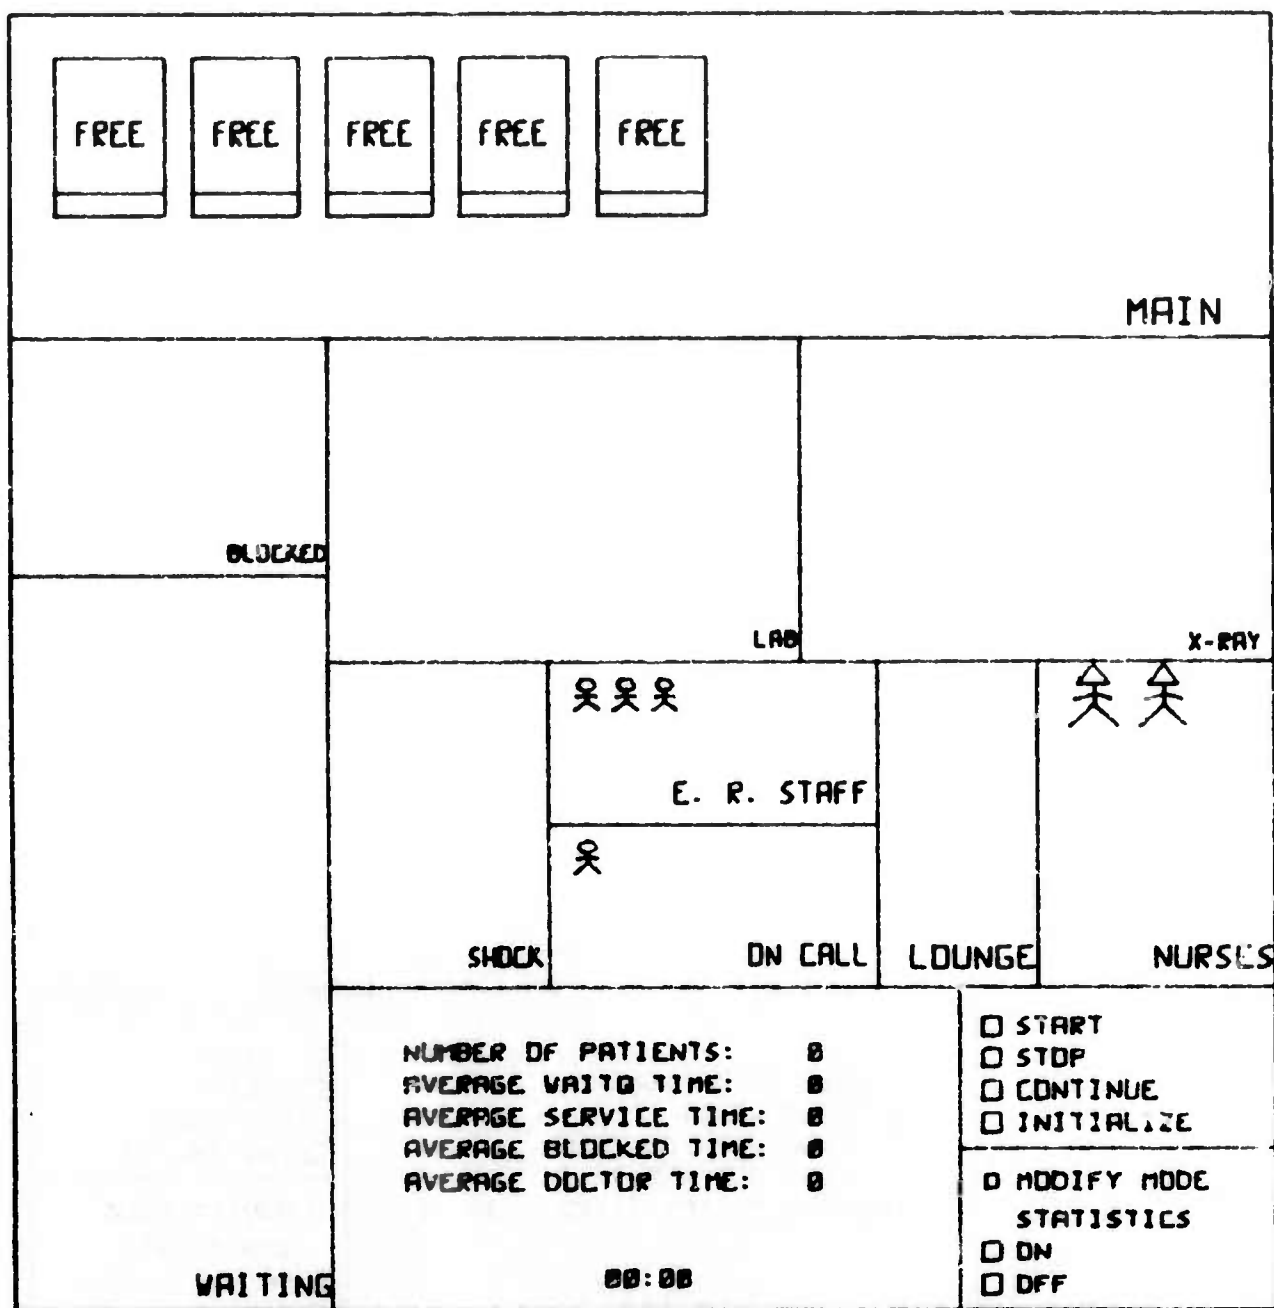 FREE FREE FREE FREE FREE
MAIN
BLOCKED
LAB
X-RAY
E. R. STAFF
SHOCK
ON CALL
LOUNGE
NURSES
NUMBER OF PATIENTS: 0
AVERAGE WAITQ TIME: 0
AVERAGE SERVICE TIME: 0
AVERAGE BLOCKED TIME: 0
AVERAGE DOCTOR TIME: 0
00:00
WAITING
START
STOP
CONTINUE
INITIALIZE
MODIFY MODE
STATISTICS
ON
OFF